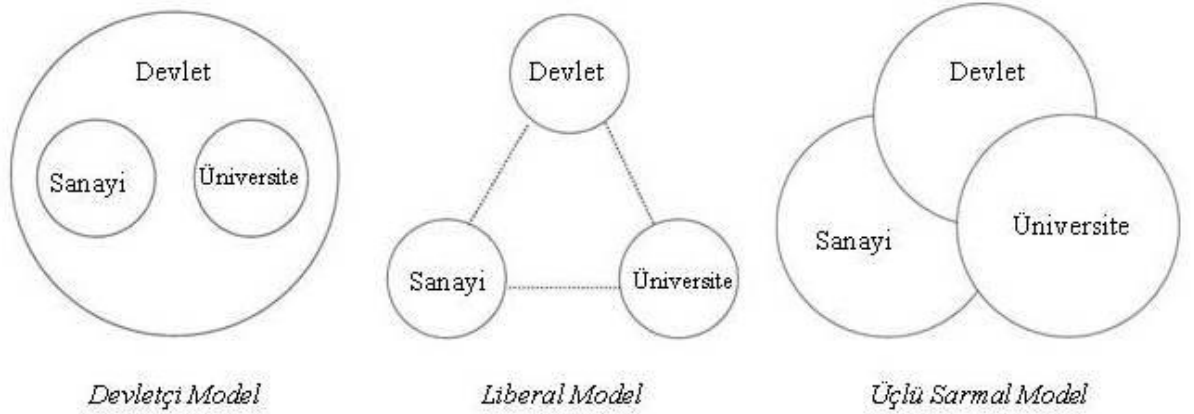 Devlet
Sanayi
Üniversite
Devletçi Model
Devlet
Sanayi
Üniversite
Liberal Model
Devlet
Sanayi
Üniversite
Üçlü Sarmal Model